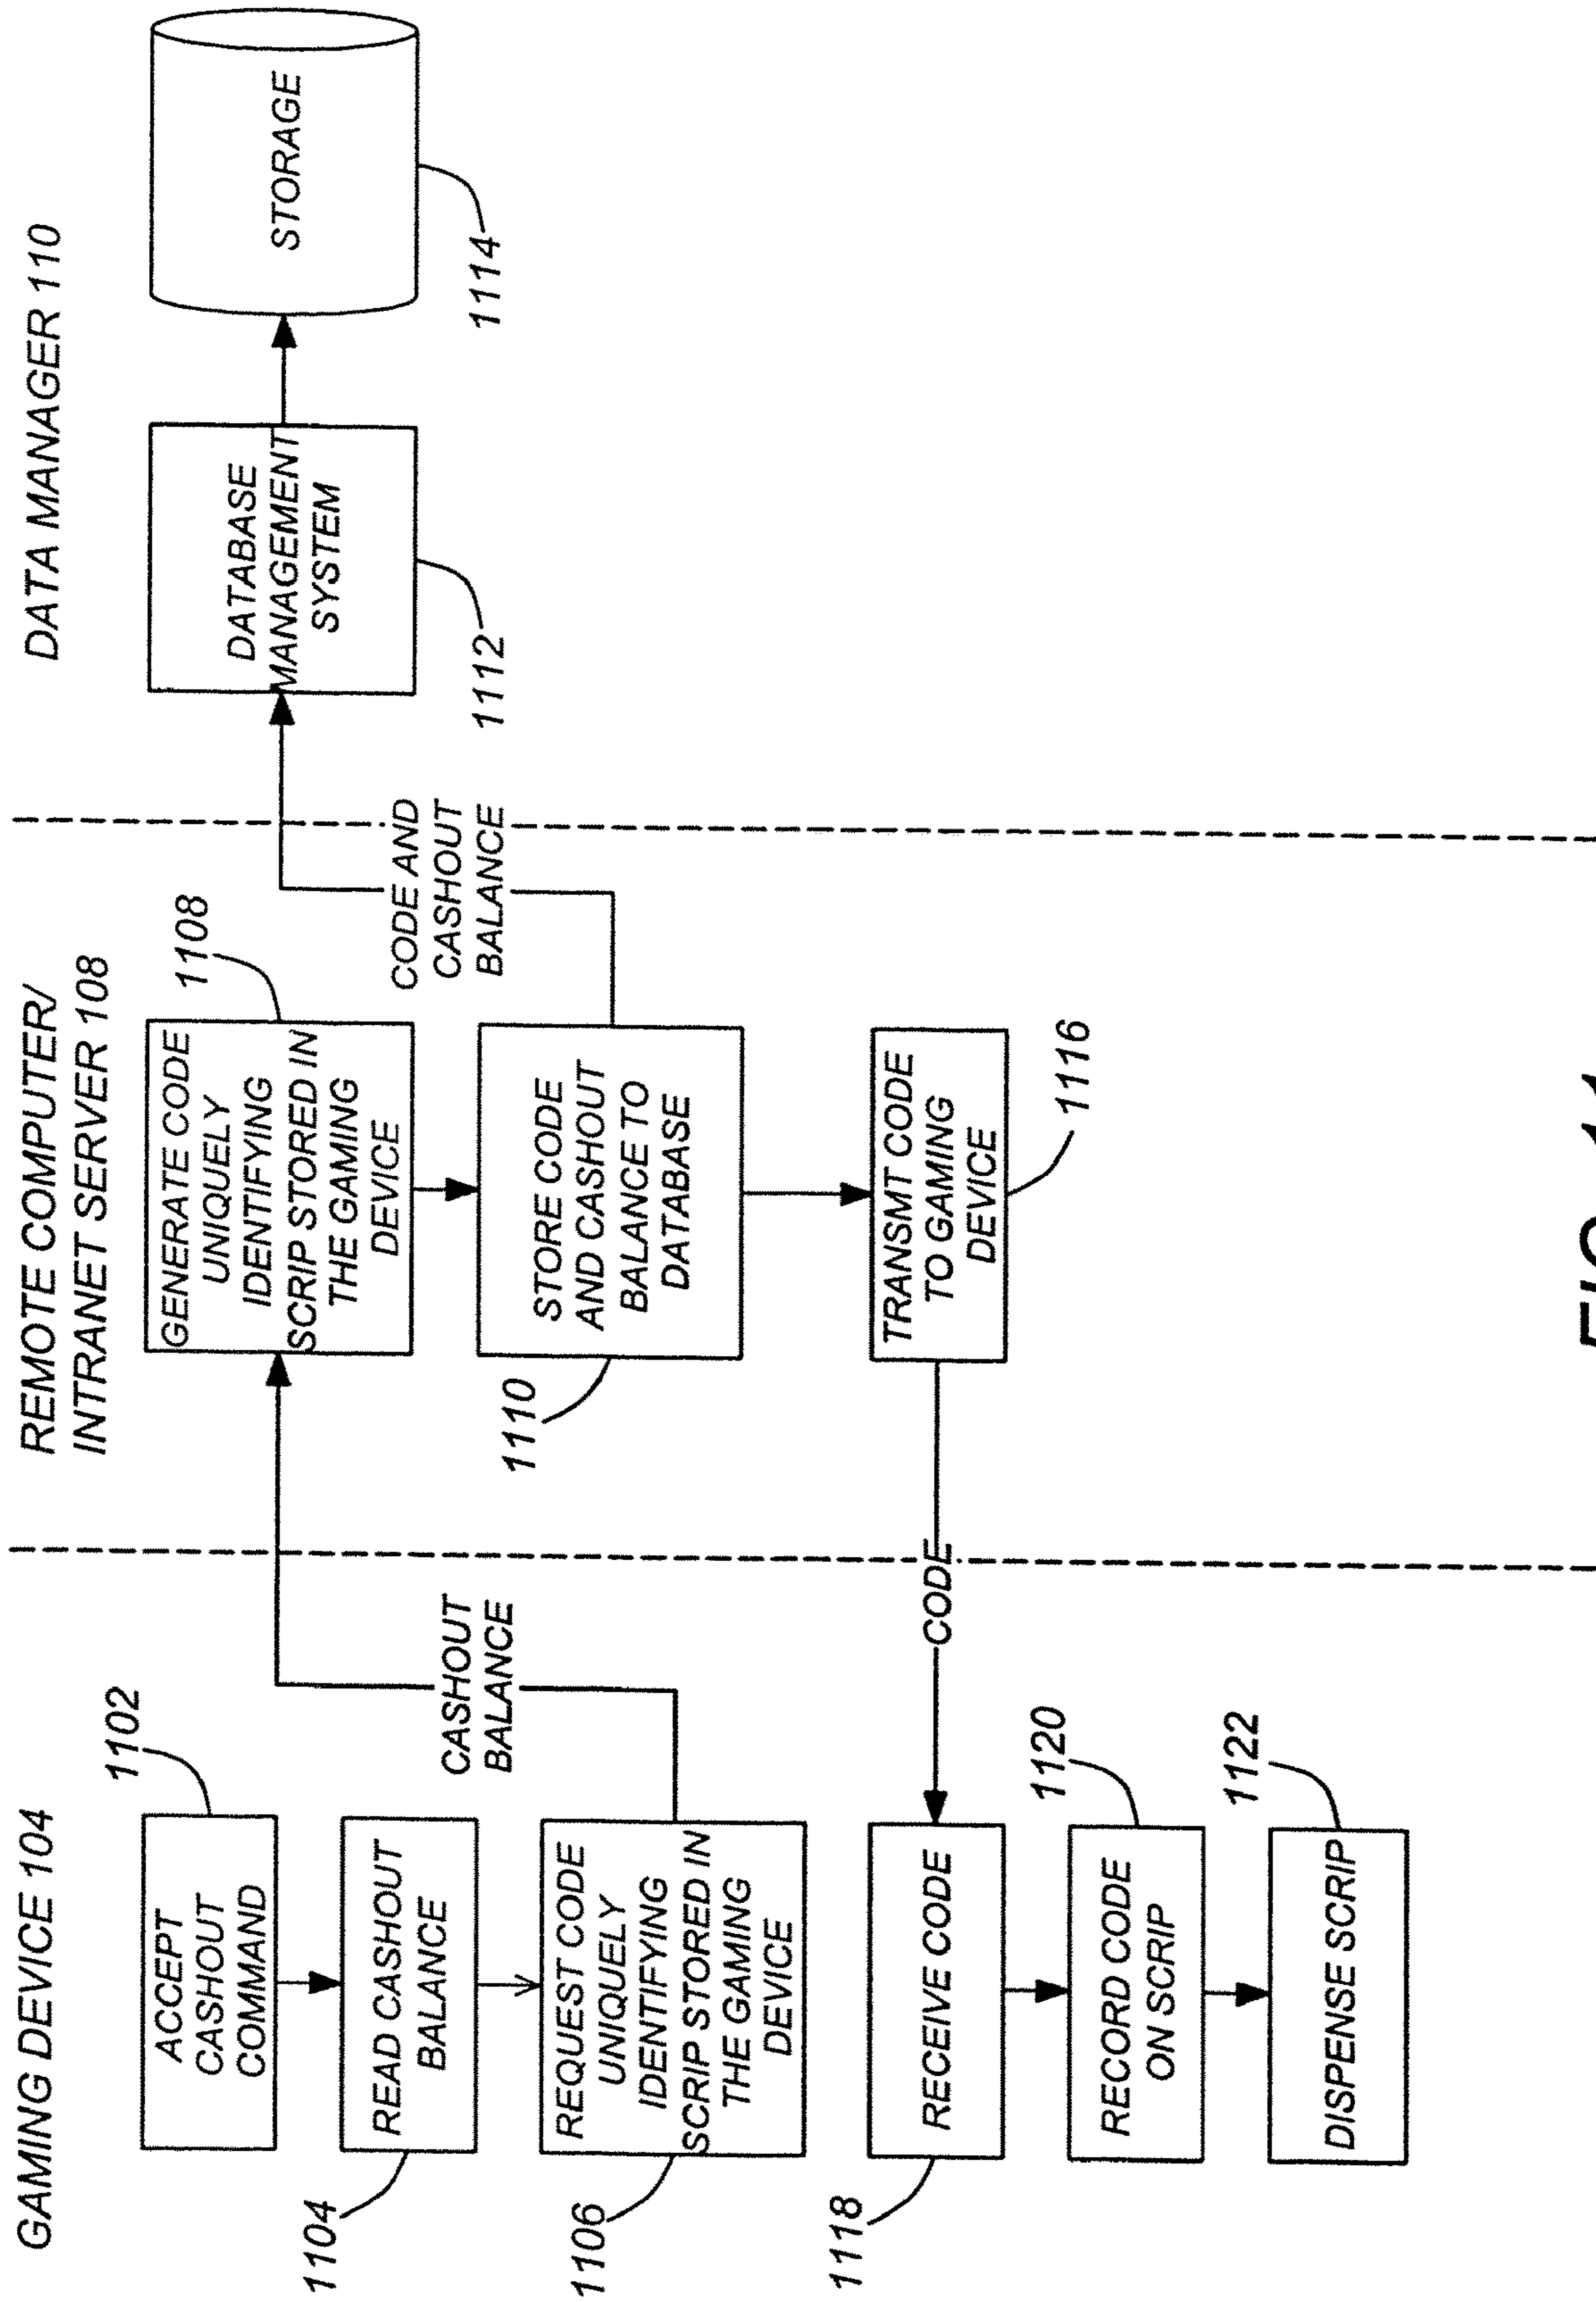 GAMING DEVICE 104
1102
ACCEPT
CASHOUT
COMMAND
READ CASHOUT
BALANCE
1104
REQUEST CODE
UNIQUELY
IDENTIFYING
SCRIP STORED IN
THE GAMING
DEVICE
1106
CASHOUT
BALANCE
RECEIVE CODE
1118
RECORD CODE
ON SCRIP
1120
DISPENSE SCRIP
1122
REMOTE COMPUTER/
INTRANET SERVER 108
1108
GENERATE CODE
UNIQUELY
IDENTIFYING
SCRIP STORED IN
THE GAMING
DEVICE
STORE CODE
AND CASHOUT
BALANCE TO
DATABASE
1110
CODE AND
CASHOUT
BALANCE
TRANSMT CODE
TO GAMING
DEVICE
1116
CODE
DATA MANAGER 110
DATABASE
MANAGEMENT
SYSTEM
1112
STORAGE
1114